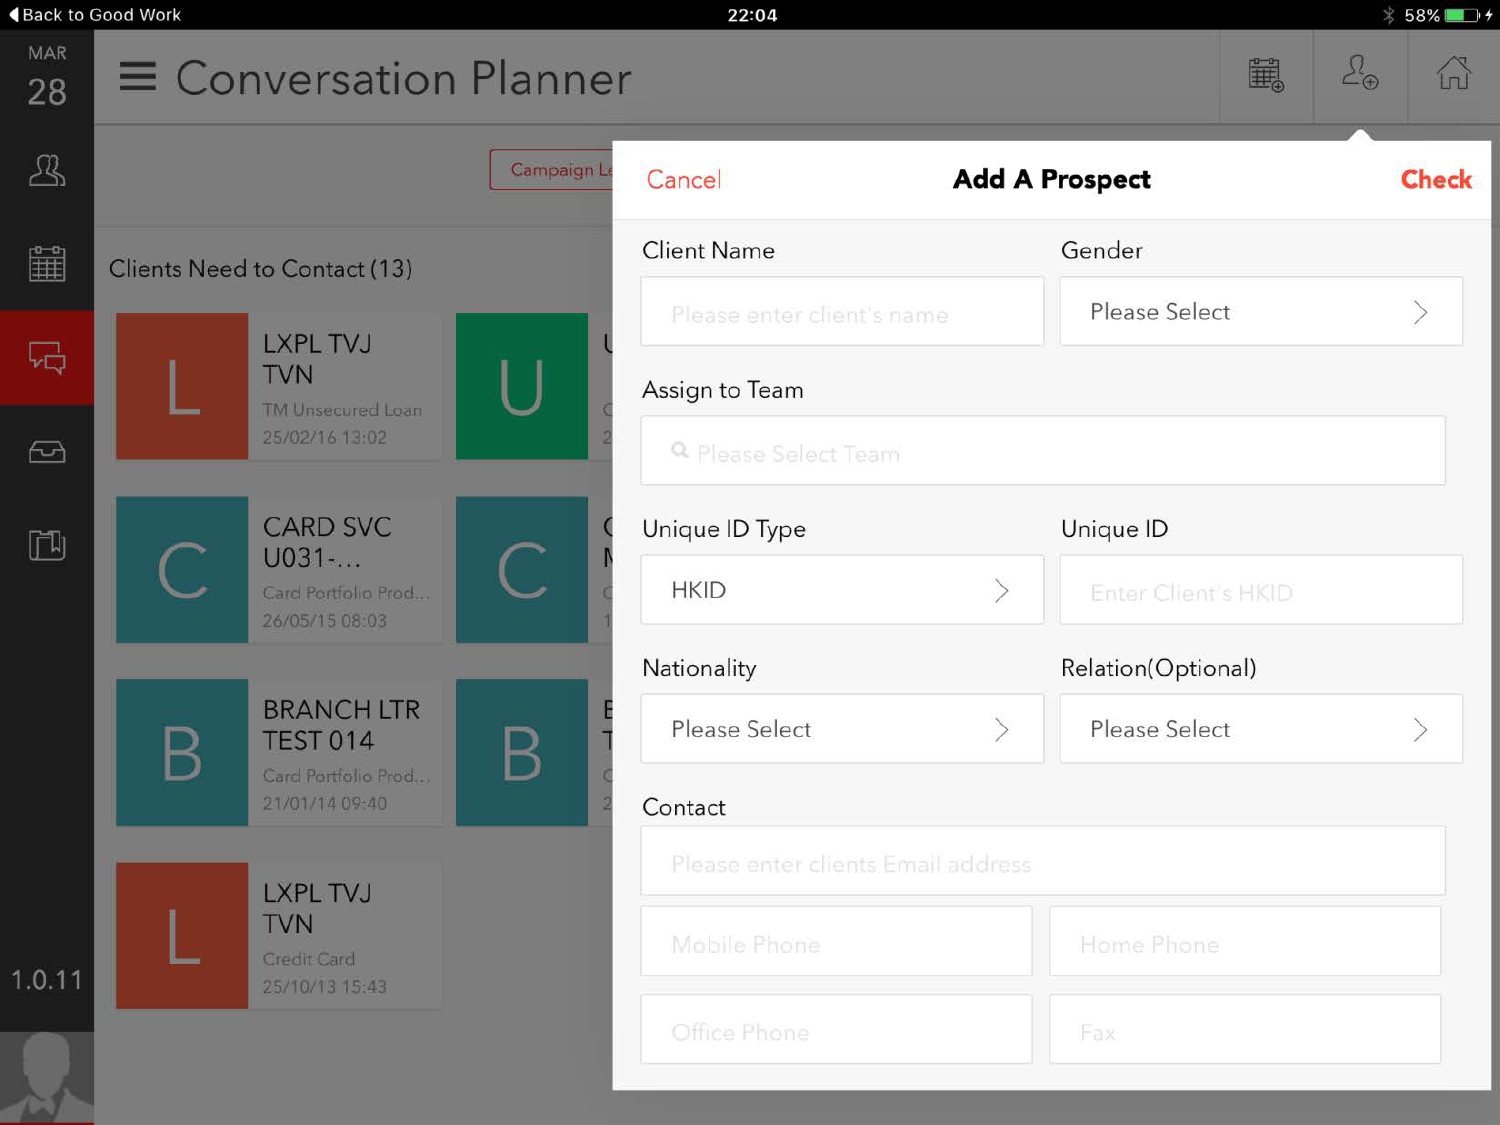 Back to Good Work
22:04
58%
MAR
28
Conversation Planner
Campaign
Cancel
Add A Prospect
Check
Clients Need to Contact (13)
L
LXPL TVJ
TVN
TM Unsecured Loan
25/02/16 13:02
U
C
CARD SVC
U031-...
Card Portfolio Prod...
26/05/15 08:03
C
B
BRANCH LTR
TEST 014
Card Portfolio Prod...
21/01/14 09:40
B
L
LXPL TVJ
TVN
Credit Card
25/10/13 15:43
1.0.11
Client Name
Gender
Please enter client's name
Please Select
Assign to Team
Please Select Team
Unique ID Type
Unique ID
HKID
Enter Client's HKID
Nationality
Relation(Optional)
Please Select
Please Select
Contact
Please enter clients Email address
Mobile Phone
Home Phone
Office Phone
Fax